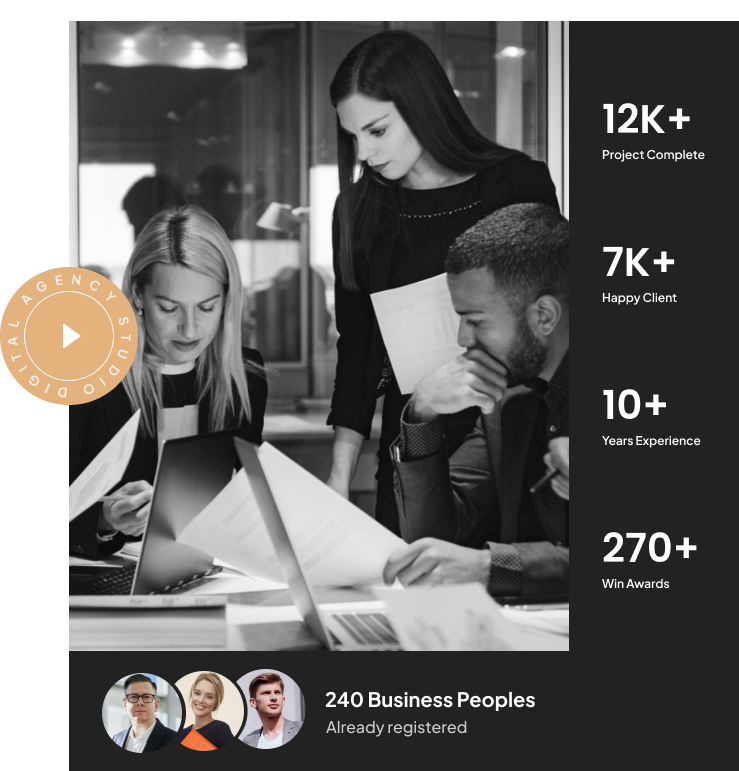 12K+
Project Complete
7K+
Happy Client
DIGITAL AGENCY STUDIO
10+
Years Experience
270+
Win Awards
240 Business Peoples
Already registered